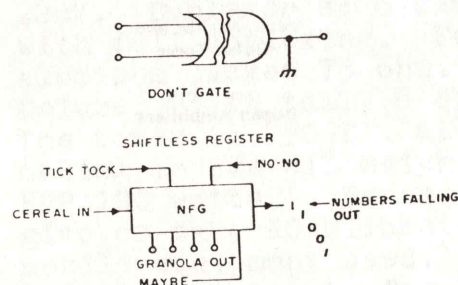 DON'T GATE
SHIFTLESS REGISTER
TICK TOCK
NO-NO
CEREAL IN
NFG
1
1
0
0
1
NUMBERS FALLING
OUT
GRANOLA OUT
MAYBE